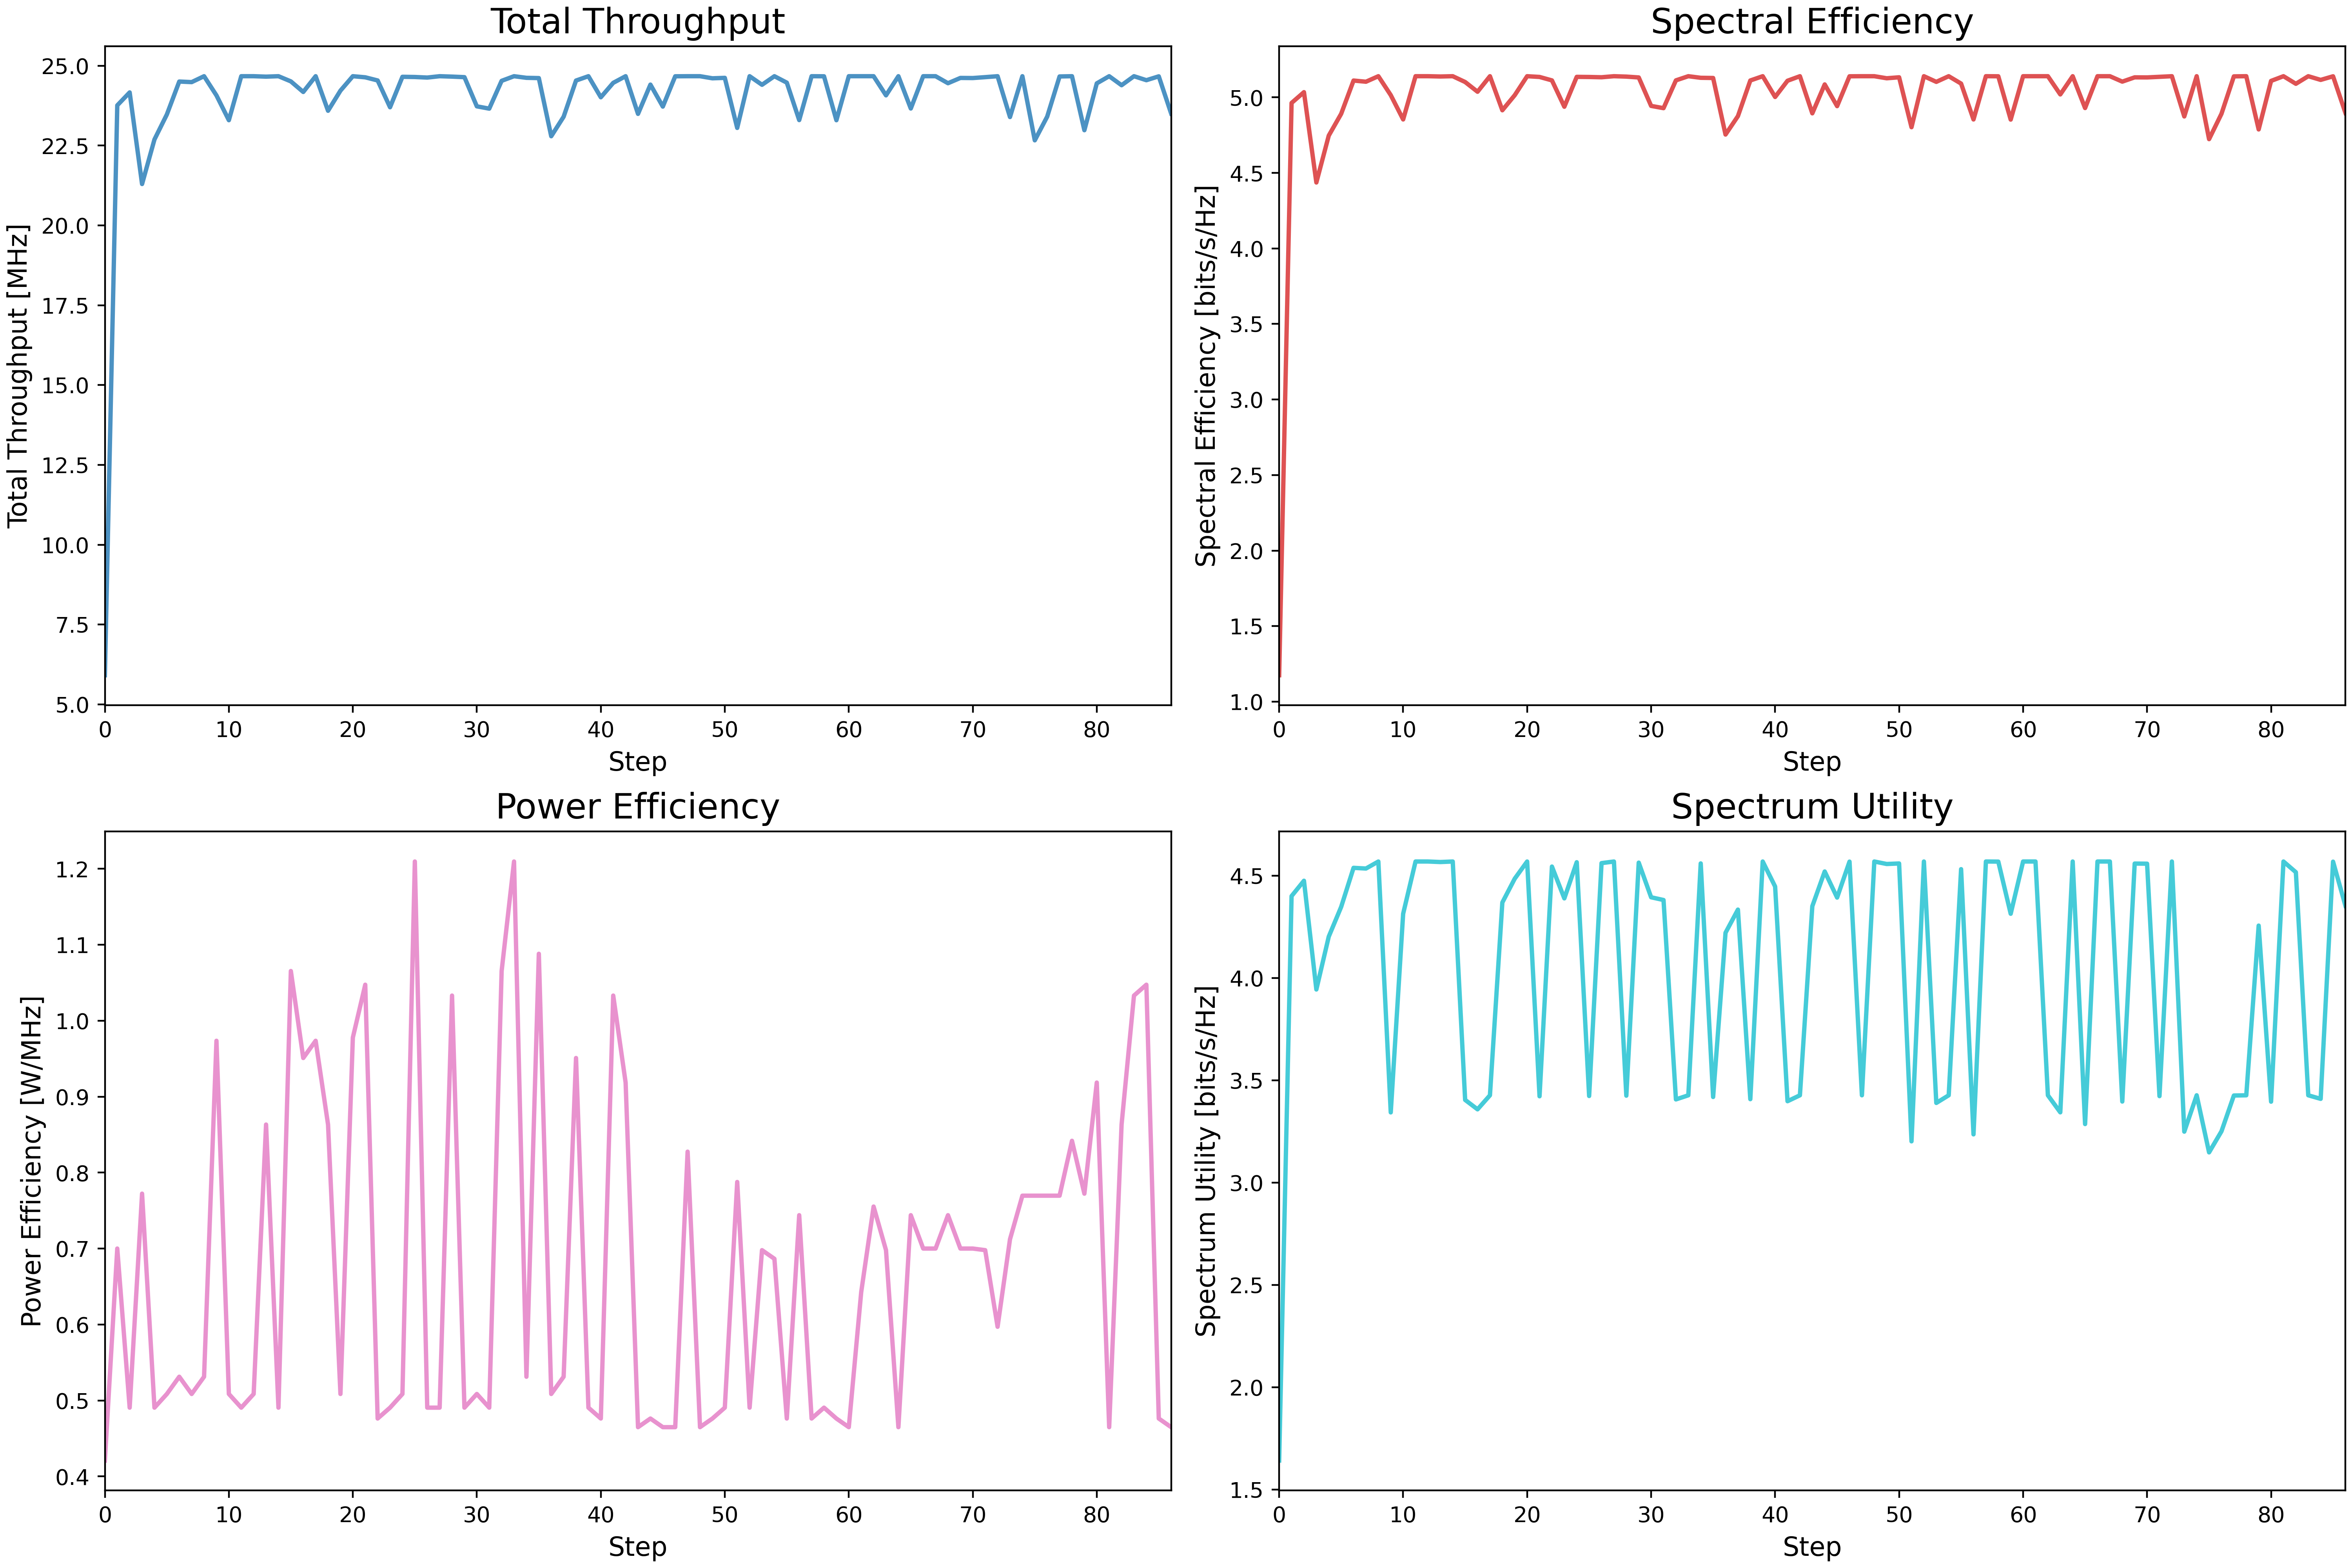 Total Throughput
Total Throughput [MHz]
25.0
22.5
20.0
17.5
15.0
12.5
10.0
7.5
5.0
0 10 20 30 40 50 60 70 80
Step
Spectral Efficiency
Spectral Efficiency [bits/s/Hz]
5.0
4.5
4.0
3.5
3.0
2.5
2.0
1.5
1.0
0 10 20 30 40 50 60 70 80
Step
Power Efficiency
Power Efficiency [W/MHz]
1.2
1.1
1.0
0.9
0.8
0.7
0.6
0.5
0.4
0 10 20 30 40 50 60 70 80
Step
Spectrum Utility
Spectrum Utility [bits/s/Hz]
4.5
4.0
3.5
3.0
2.5
2.0
1.5
0 10 20 30 40 50 60 70 80
Step